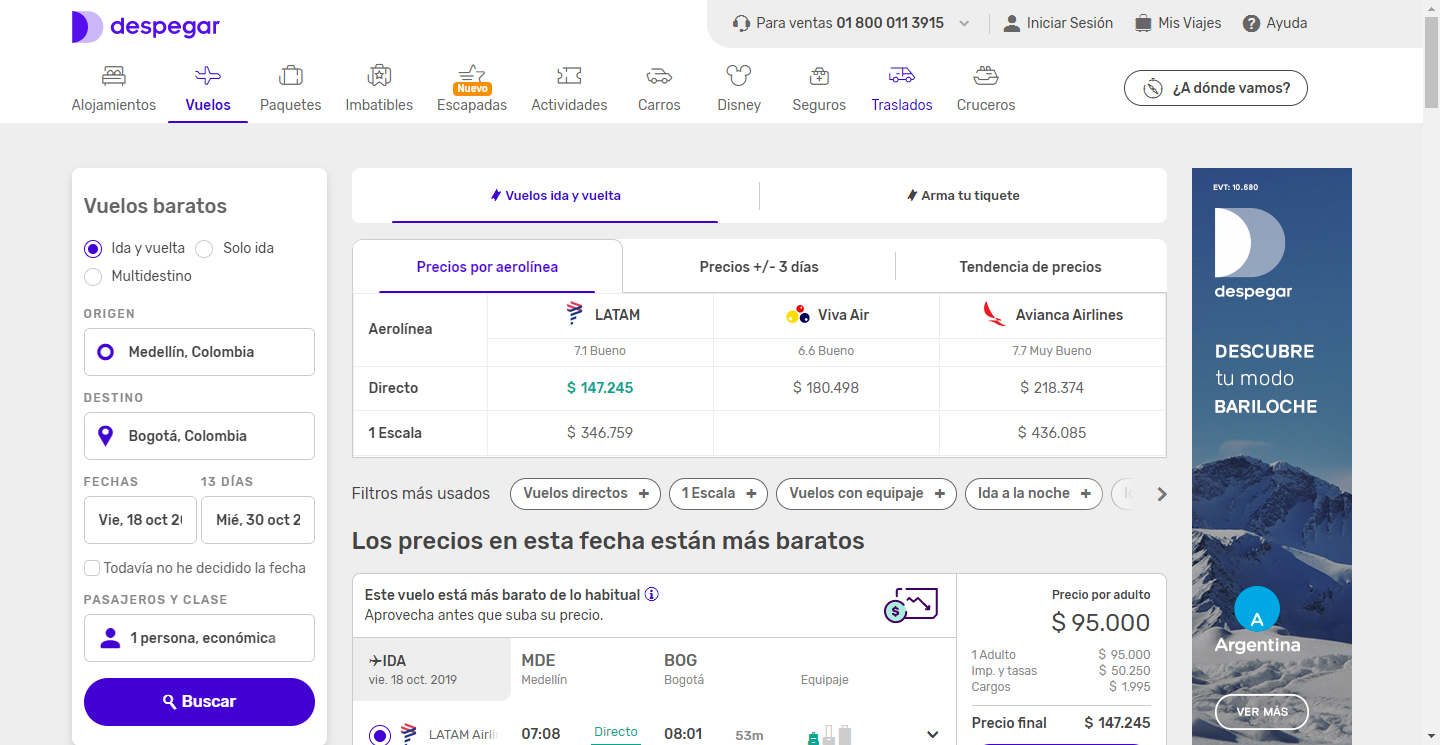 despegar
Para ventas 01 800 011 3915
Iniciar Sesión
Mis Viajes
Ayuda
Alojamientos
Vuelos
Paquetes
Imbatibles
Nuevo
Escapadas
Actividades
Carros
Disney
Seguros
Traslados
Cruceros
¿A dónde vamos?
Vuelos baratos
Ida y vuelta
Solo ida
Multidestino
ORIGEN
Medellín, Colombia
DESTINO
Bogotá, Colombia
FECHAS
13 DÍAS
Vie, 18 oct 20
Mié, 30 oct 2
Todavía no he decidido la fecha
PASAJEROS Y CLASE
1 persona, económica
Buscar
Vuelos ida y vuelta
Arma tu tiquete
Precios por aerolínea
Precios +/- 3 días
Tendencia de precios
Aerolínea
LATAM
Viva Air
Avianca Airlines
7.1 Bueno
6.6 Bueno
7.7 Muy Bueno
Directo
$ 147.245
$ 180.498
$ 218.374
1 Escala
$ 346.759
$ 436.085
Filtros más usados
Vuelos directos +
1 Escala +
Vuelos con equipaje +
Ida a la noche +
Los precios en esta fecha están más baratos
Este vuelo está más barato de lo habitual
Aprovecha antes que suba su precio.
IDA
vie. 18 oct. 2019
MDE
Medellín
BOG
Bogotá
Equipaje
LATAM Airli
07:08
Directo
08:01
53m
Precio por adulto
$ 95.000
1 Adulto
$ 95.000
Imp. y tasas
$ 50.250
Cargos
$ 1.995
Precio final
$ 147.245
EVT: 10.680
despegar
DESCUBRE
tu modo
BARILOCHE
A
Argentina
VER MÁS